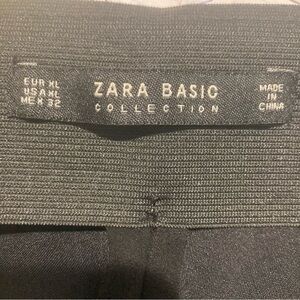 EUR XL
USA XL
MEX 32
ZARA BASIC
COLLECTION
MADE
IN
CHINA